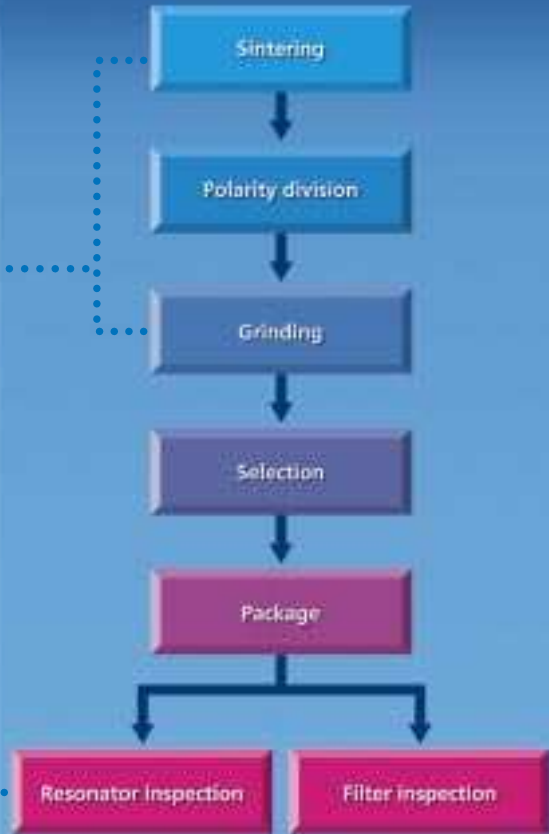 Sintering
Polarity division
Grinding
Selection
Package
Resonator Inspection
Filter inspection